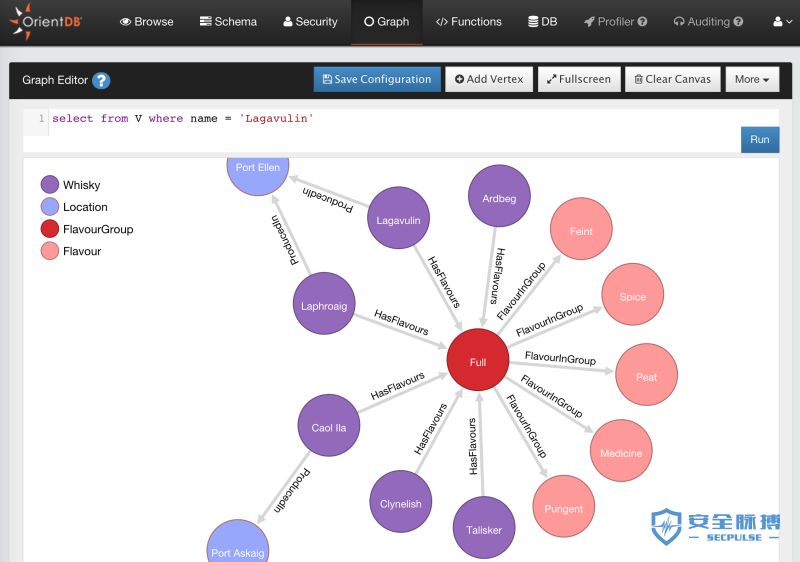 OrientDB
Browse
Schema
Security
Graph
</> Functions
DB
Profiler
Auditing
Graph Editor ?
Save Configuration
Add Vertex
Fullscreen
Clear Canvas
More
1 select from V where name = 'Lagavulin'
Run
Whisky
Location
FlavourGroup
Flavour
Port Ellen
ProducedIn
Lagavulin
Ardbeg
Feint
ProducedIn
HasFlavours
HasFlavours
FlavourInGroup
Laphroaig
HasFlavours
FlavourInGroup
Spice
Full
FlavourInGroup
Peat
HasFlavours
FlavourInGroup
Caol Ila
HasFlavours
HasFlavours
FlavourInGroup
Medicine
ProducedIn
Clynelish
Talisker
Pungent
Port Askaig
安全脉搏
SECPULSE